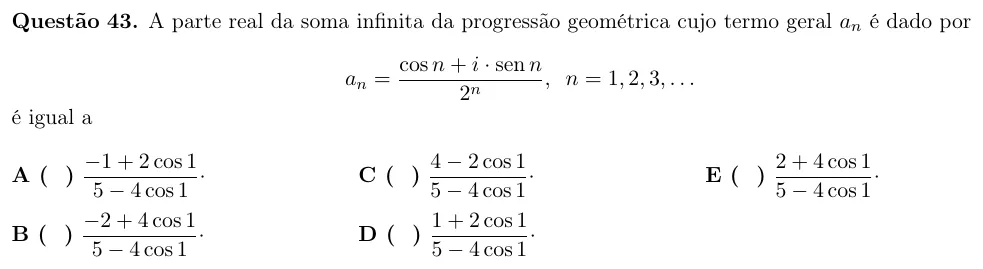 Questão 43. A parte real da soma infinita da progressão geométrica cujo termo geral aₙ é dado por
aₙ = (cos n + i · sen n)/2ⁿ, n = 1, 2, 3, . . .
é igual a
A ( ) (−1 + 2 cos 1)/(5 − 4 cos 1). C ( ) (4 − 2 cos 1)/(5 − 4 cos 1). E ( ) (2 + 4 cos 1)/(5 − 4 cos 1).
B ( ) (−2 + 4 cos 1)/(5 − 4 cos 1). D ( ) (1 + 2 cos 1)/(5 − 4 cos 1).